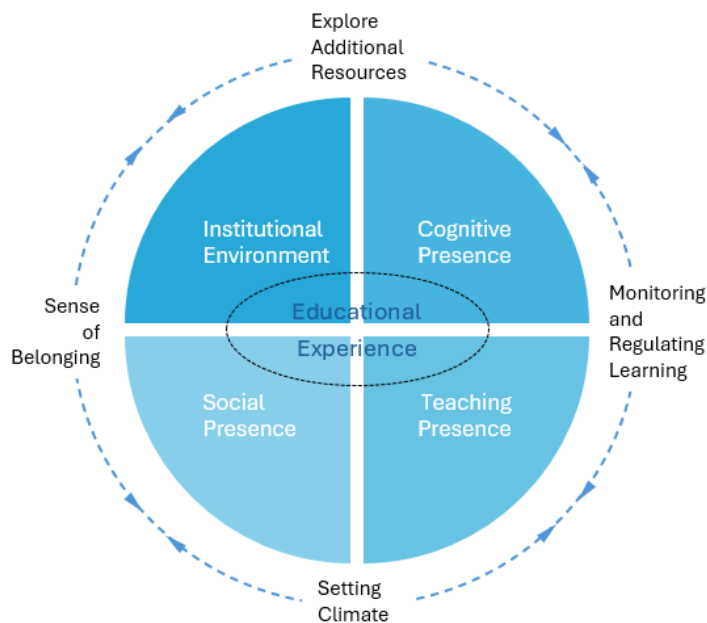 Explore
Additional
Resources
Institutional
Environment
Cognitive
Presence
Sense
of
Belonging
Educational
Experience
Monitoring
and
Regulating
Learning
Social
Presence
Teaching
Presence
Setting
Climate